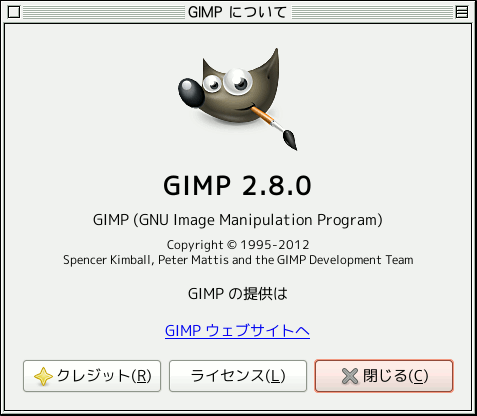 GIMP について
GIMP 2.8.0
GIMP (GNU Image Manipulation Program)
Copyright © 1995-2012
Spencer Kimball, Peter Mattis and the GIMP Development Team
GIMP の提供は
GIMP ウェブサイトへ
クレジット(R) ライセンス(L) 閉じる(C)